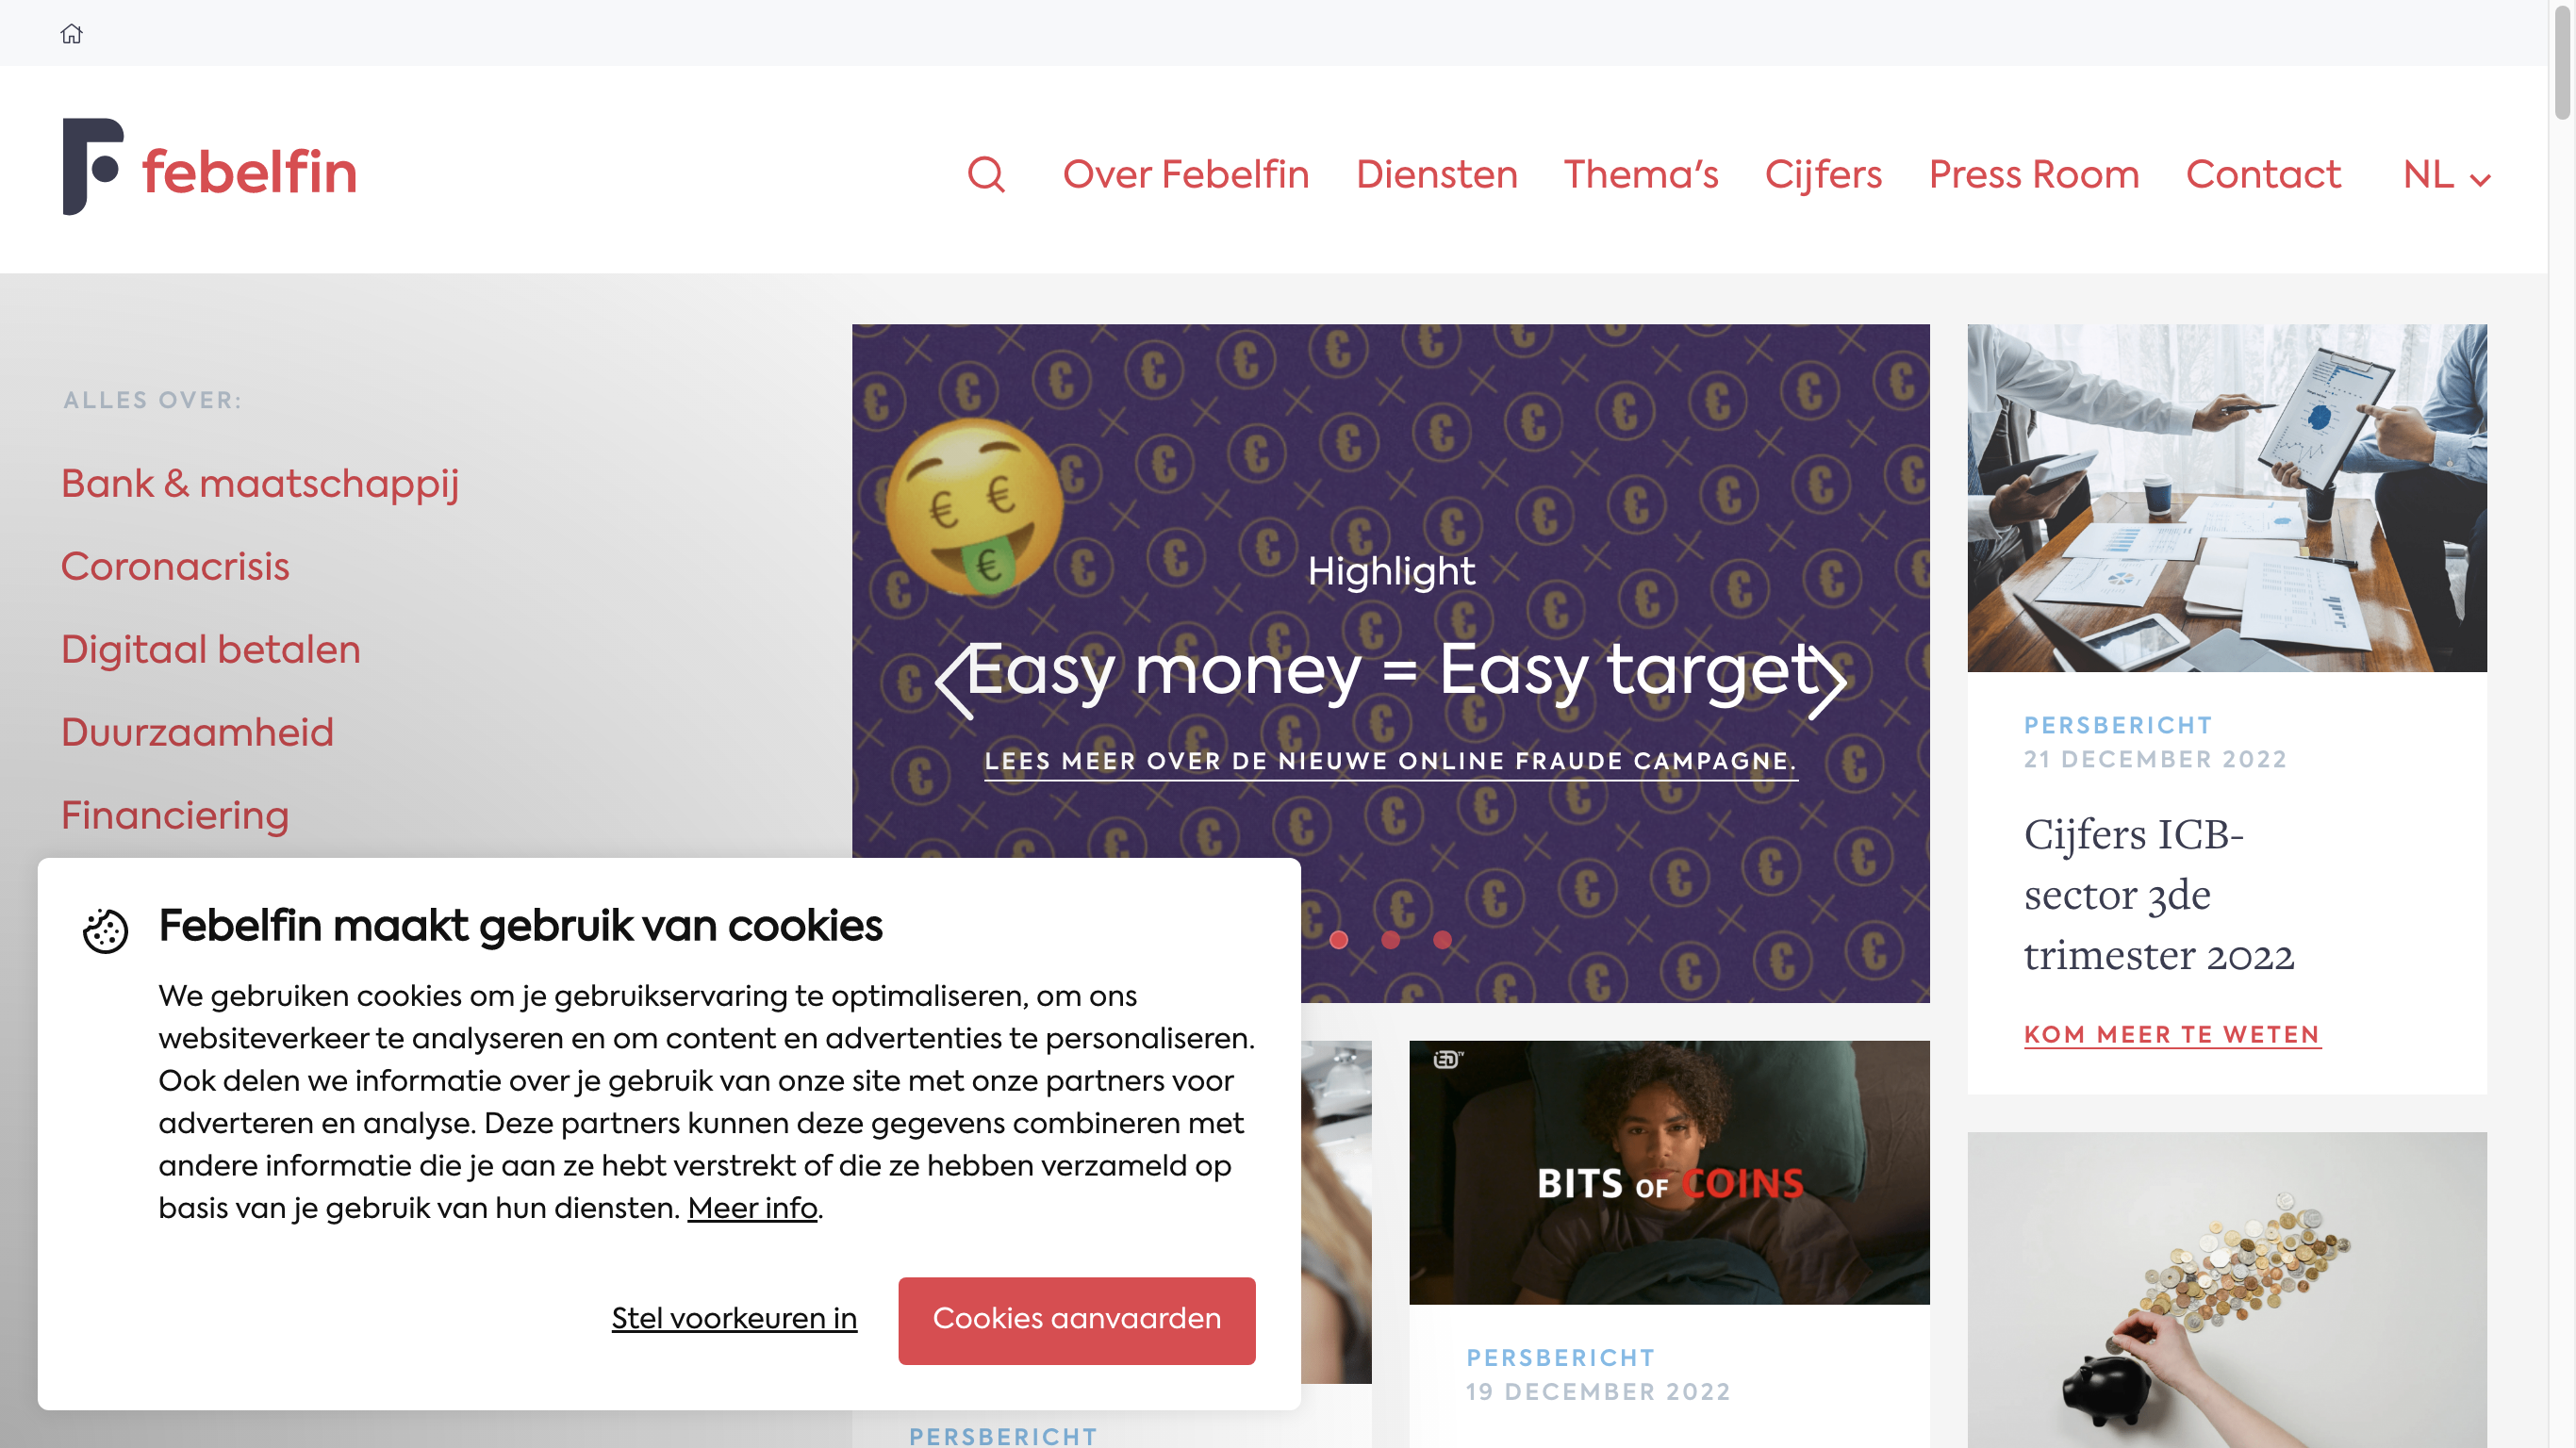 febelfin
Over Febelfin
Diensten
Thema's
Cijfers
Press Room
Contact
NL
ALLES OVER:
Bank & maatschappij
Coronacrisis
Digitaal betalen
Duurzaamheid
Financiering
Highlight
Easy money = Easy target
LEES MEER OVER DE NIEUWE ONLINE FRAUDE CAMPAGNE.
PERSBERICHT
21 DECEMBER 2022
Cijfers ICB-
sector 3de
trimester 2022
KOM MEER TE WETEN
Febelfin maakt gebruik van cookies
We gebruiken cookies om je gebruikservaring te optimaliseren, om ons
websiteverkeer te analyseren en om content en advertenties te personaliseren.
Ook delen we informatie over je gebruik van onze site met onze partners voor
adverteren en analyse. Deze partners kunnen deze gegevens combineren met
andere informatie die je aan ze hebt verstrekt of die ze hebben verzameld op
basis van je gebruik van hun diensten. Meer info.
Stel voorkeuren in
Cookies aanvaarden
BITS OF COINS
PERSBERICHT
19 DECEMBER 2022
PERSBERICHT